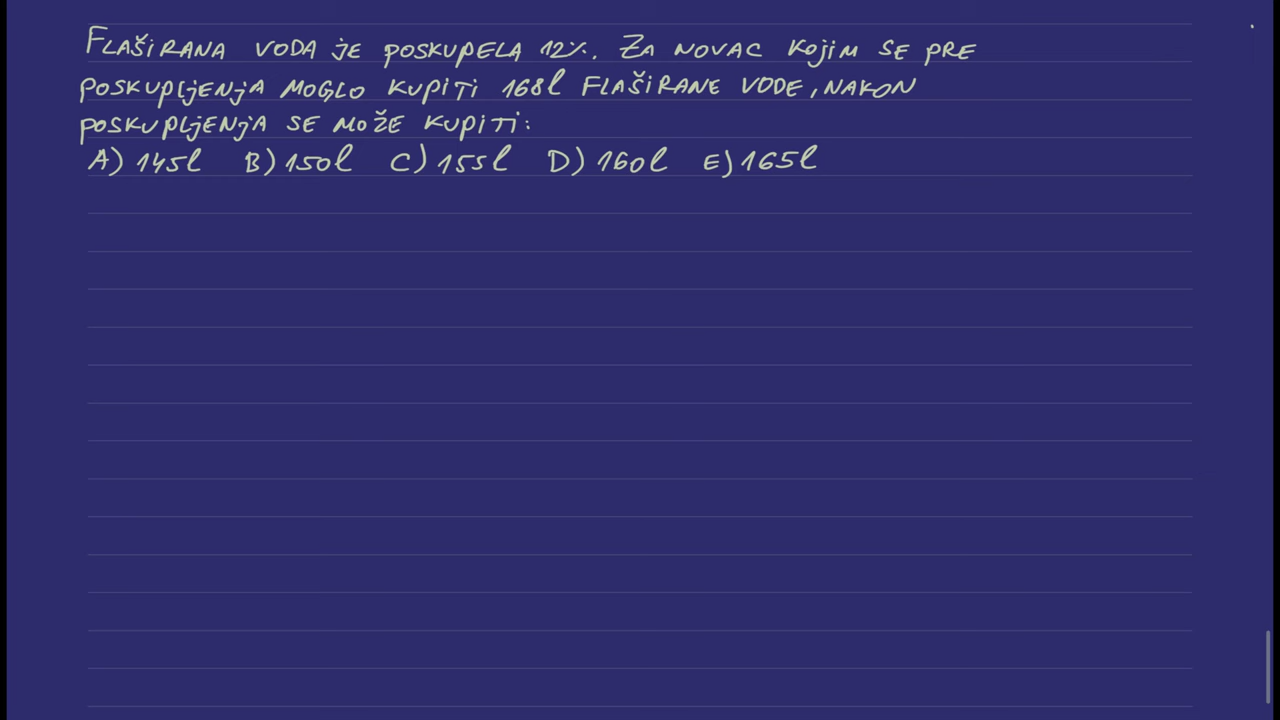 Flaširana voda je poskupela 12%. Za novac kojim se pre
poskupljenja moglo kupiti 168l flaširane vode, nakon
poskupljenja se može kupiti:
A) 145l B) 150l C) 155l D) 160l E) 165l